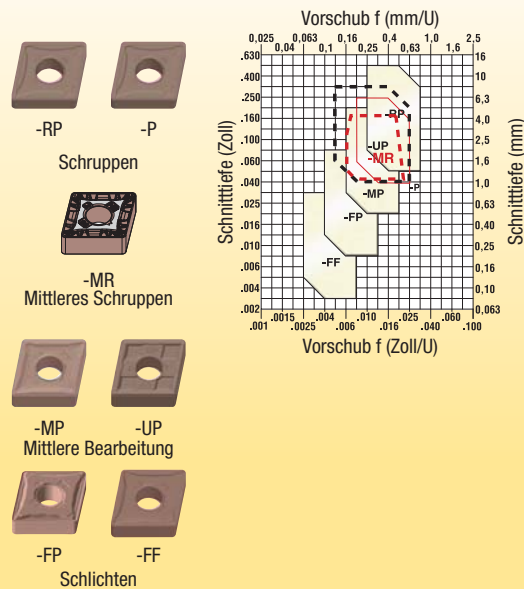 -RP
-P
Schruppen
-MR
Mittleres Schruppen
-MP
-UP
Mittlere Bearbeitung
-FP
-FF
Schlichten
Vorschub f (mm/U)
0,025 0,063 0,16 0,4 1,0 2,5
0,04 0,1 0,25 0,63 1,6
Schnitttiefe (Zoll)
.630
.400
.250
.160
.100
.060
.040
.025
.016
.010
.006
.004
.002
-RP
-UP
-MR
-P
-MP
-FP
-FF
16
10
6,3
4,0
2,5
1,6
1,0
0,63
0,40
0,25
0,16
0,10
0,063
Schnitttiefe (mm)
.0015 .004 .010 .025 .060
.001 .0025 .006 .016 .040 .100
Vorschub f (Zoll/U)